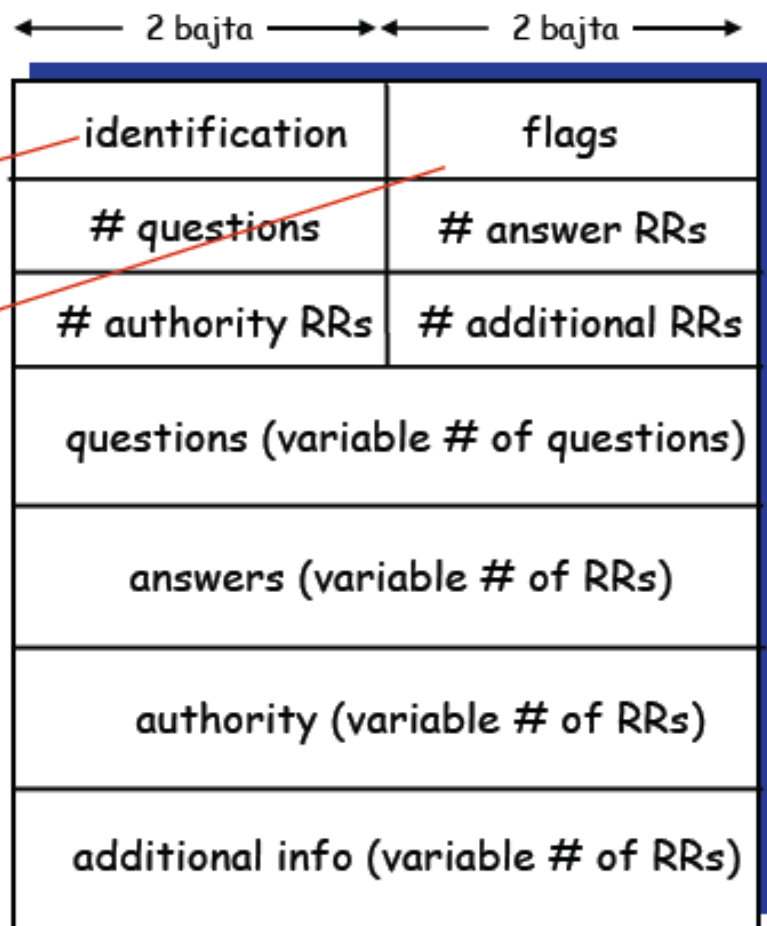 2 bajta 2 bajta
identification flags
# questions # answer RRs
# authority RRs # additional RRs
questions (variable # of questions)
answers (variable # of RRs)
authority (variable # of RRs)
additional info (variable # of RRs)